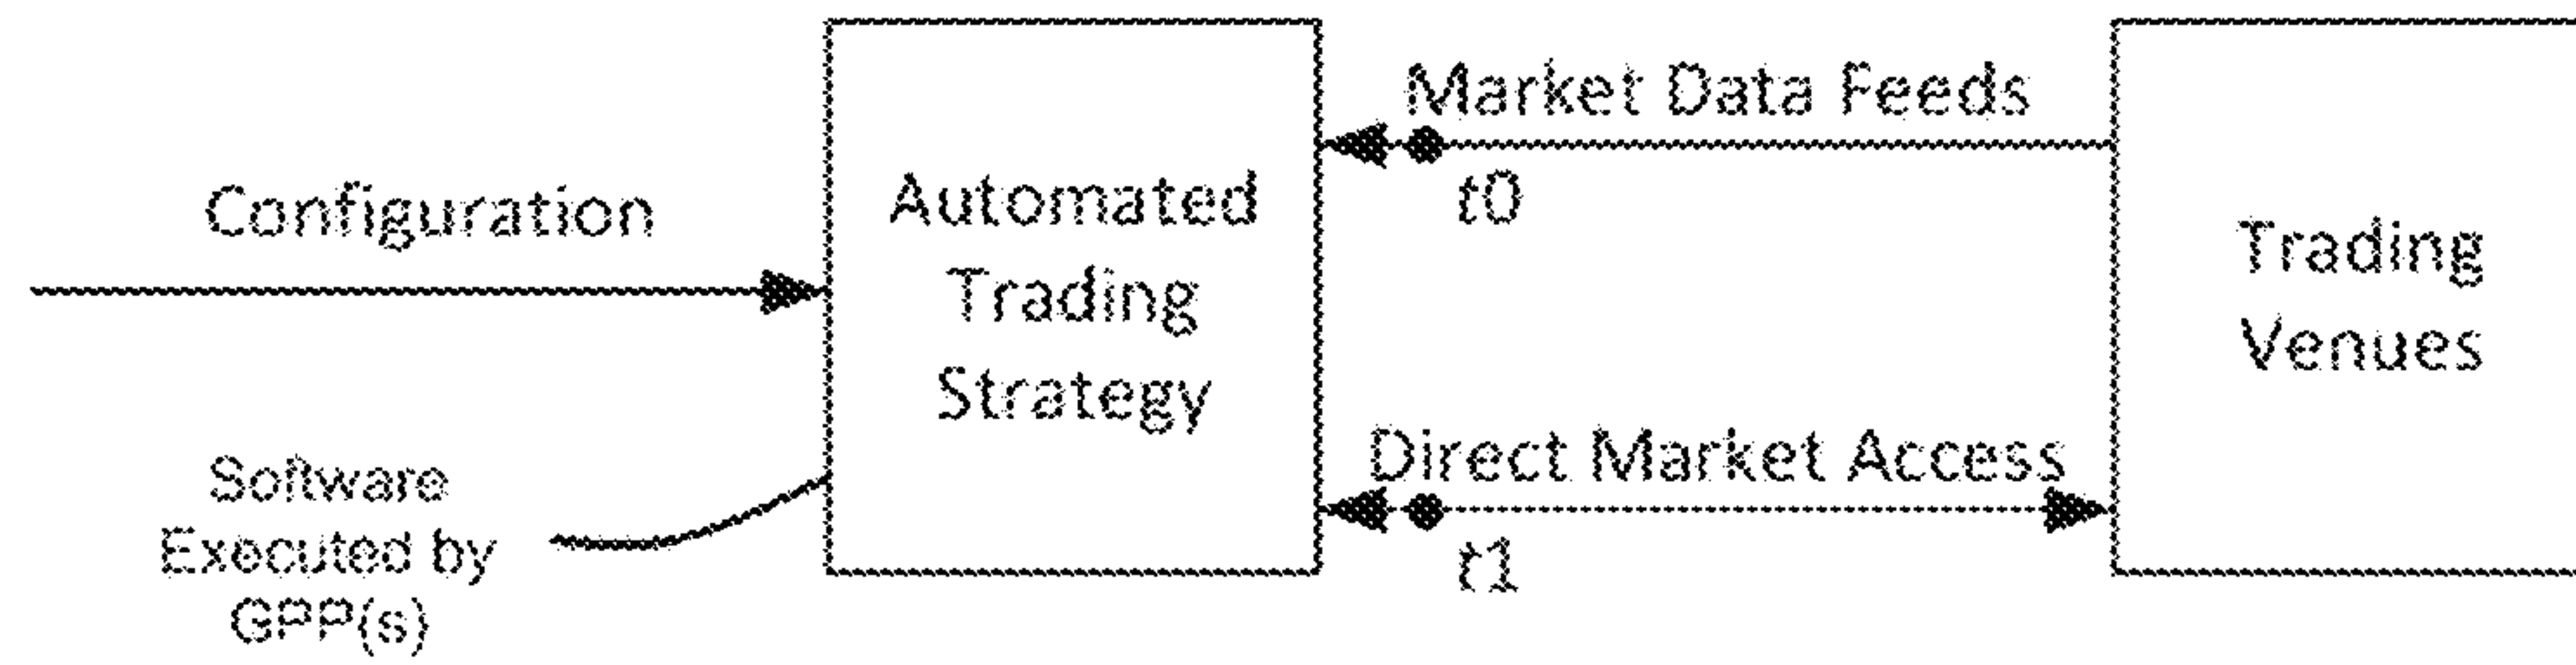 Configuration
Software
Executed by
GPP(s)
Automated
Trading
Strategy
Market Data Feeds
t0
Direct Market Access
t1
Trading
Venues